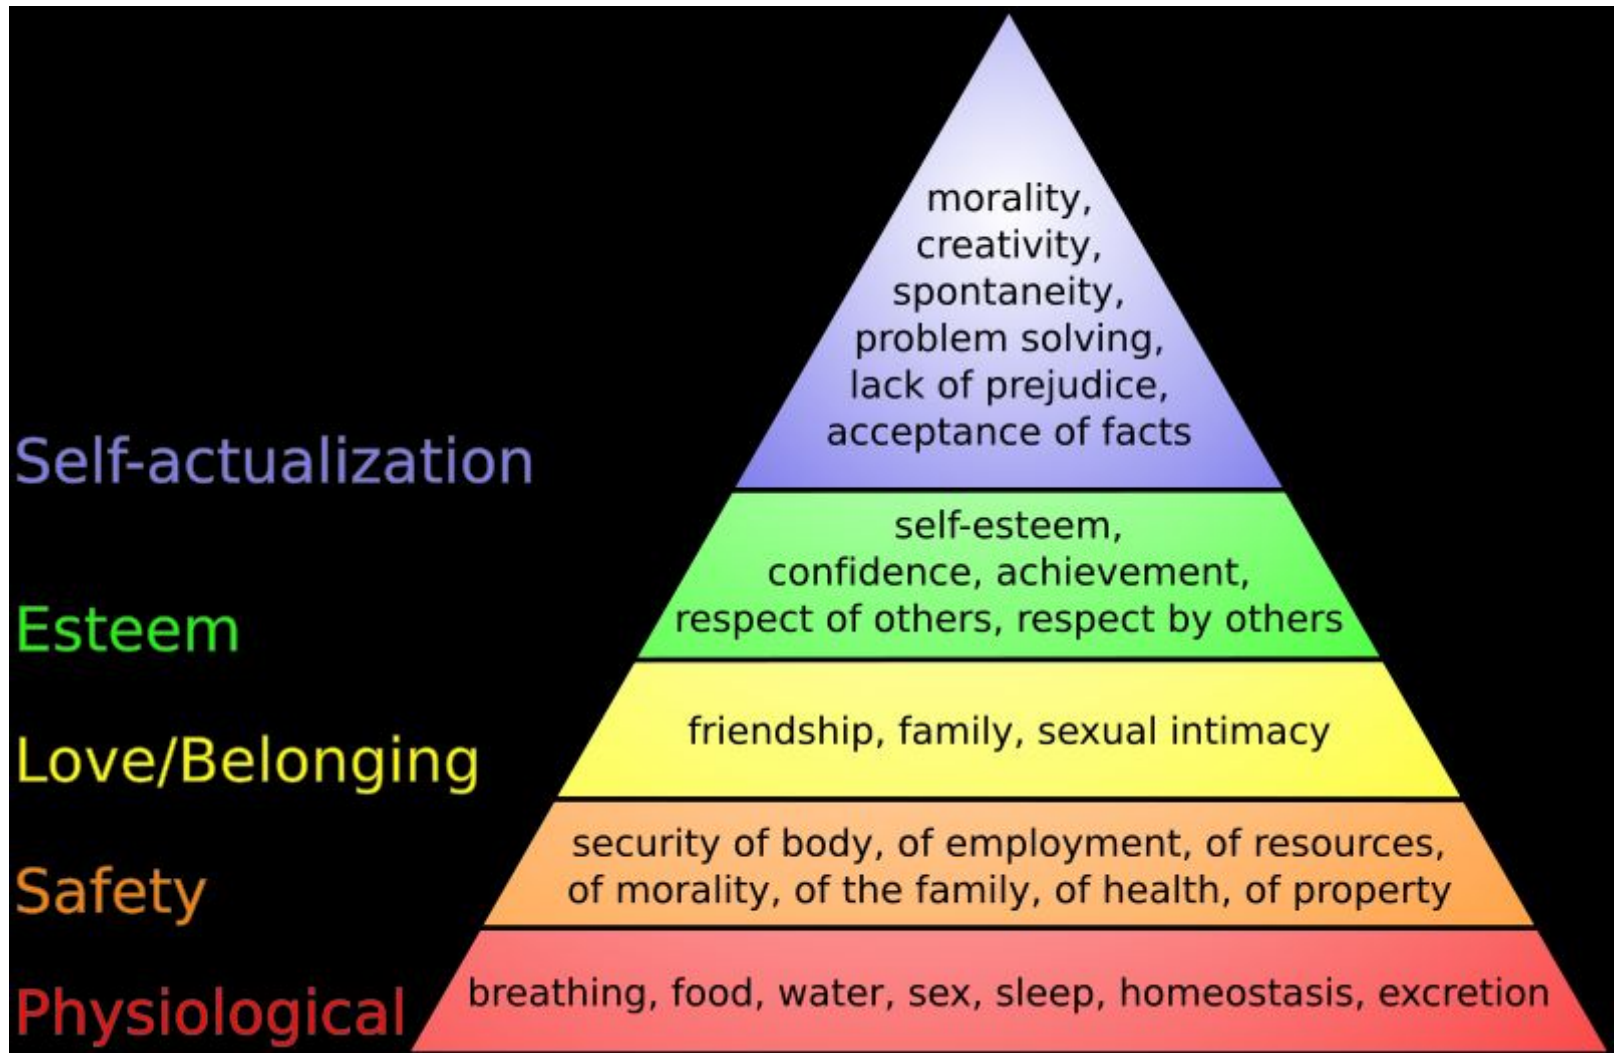 morality,
creativity,
spontaneity,
problem solving,
lack of prejudice,
acceptance of facts
Self-actualization
self-esteem,
confidence, achievement,
respect of others, respect by others
Esteem
friendship, family, sexual intimacy
Love/Belonging
security of body, of employment, of resources,
of morality, of the family, of health, of property
Safety
breathing, food, water, sex, sleep, homeostasis, excretion
Physiological